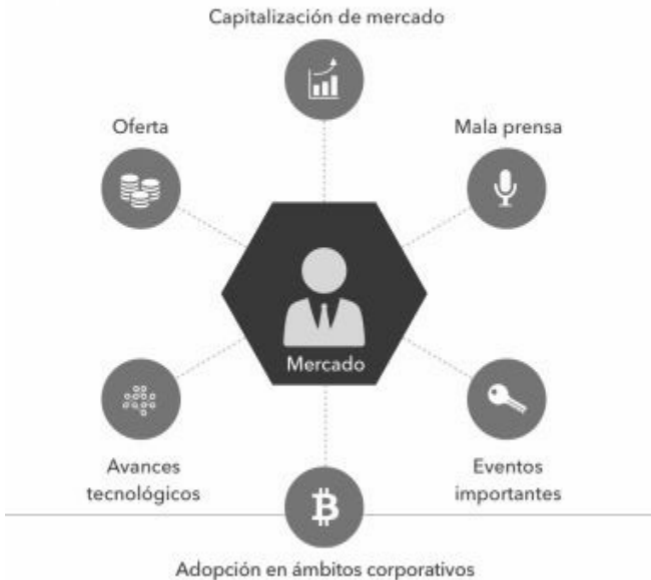 Capitalización de mercado
Oferta
Mala prensa
Mercado
Avances
tecnológicos
Eventos
importantes
Adopción en ámbitos corporativos